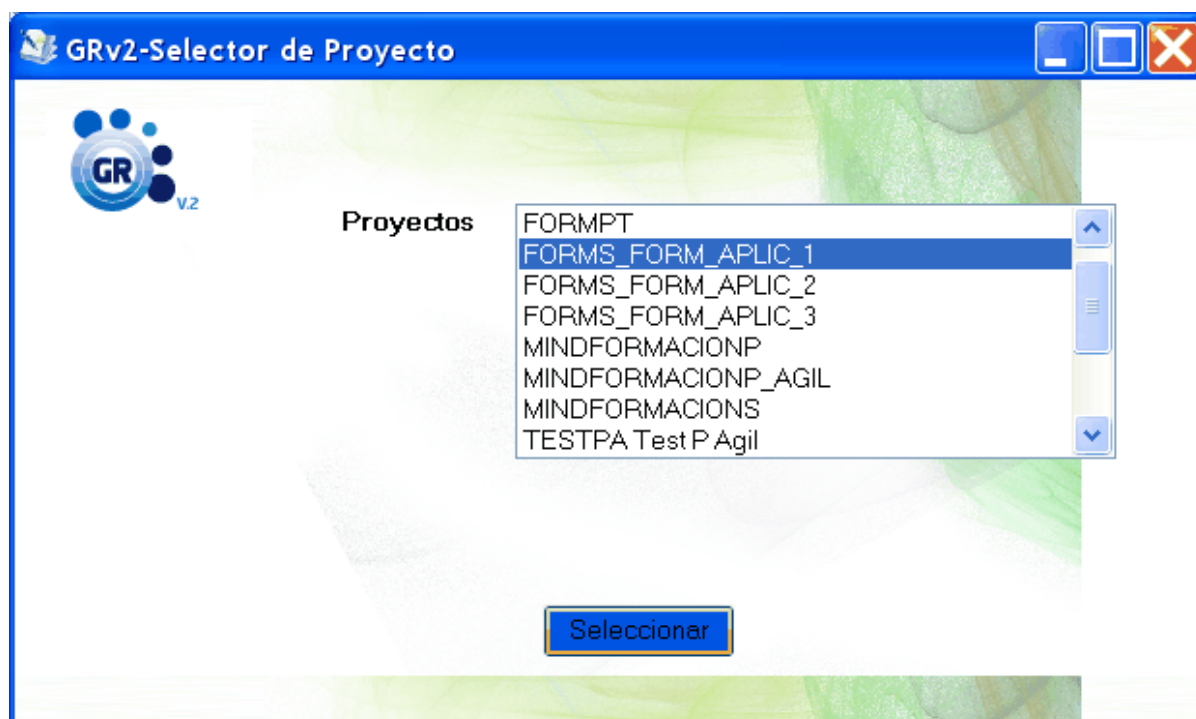 GRv2-Selector de Proyecto
GR
V.2
Proyectos
FORMPT
FORMS_FORM_APLIC_1
FORMS_FORM_APLIC_2
FORMS_FORM_APLIC_3
MINDFORMACIONP
MINDFORMACIONP_AGIL
MINDFORMACIONS
TESTPA Test P Agil
Seleccionar